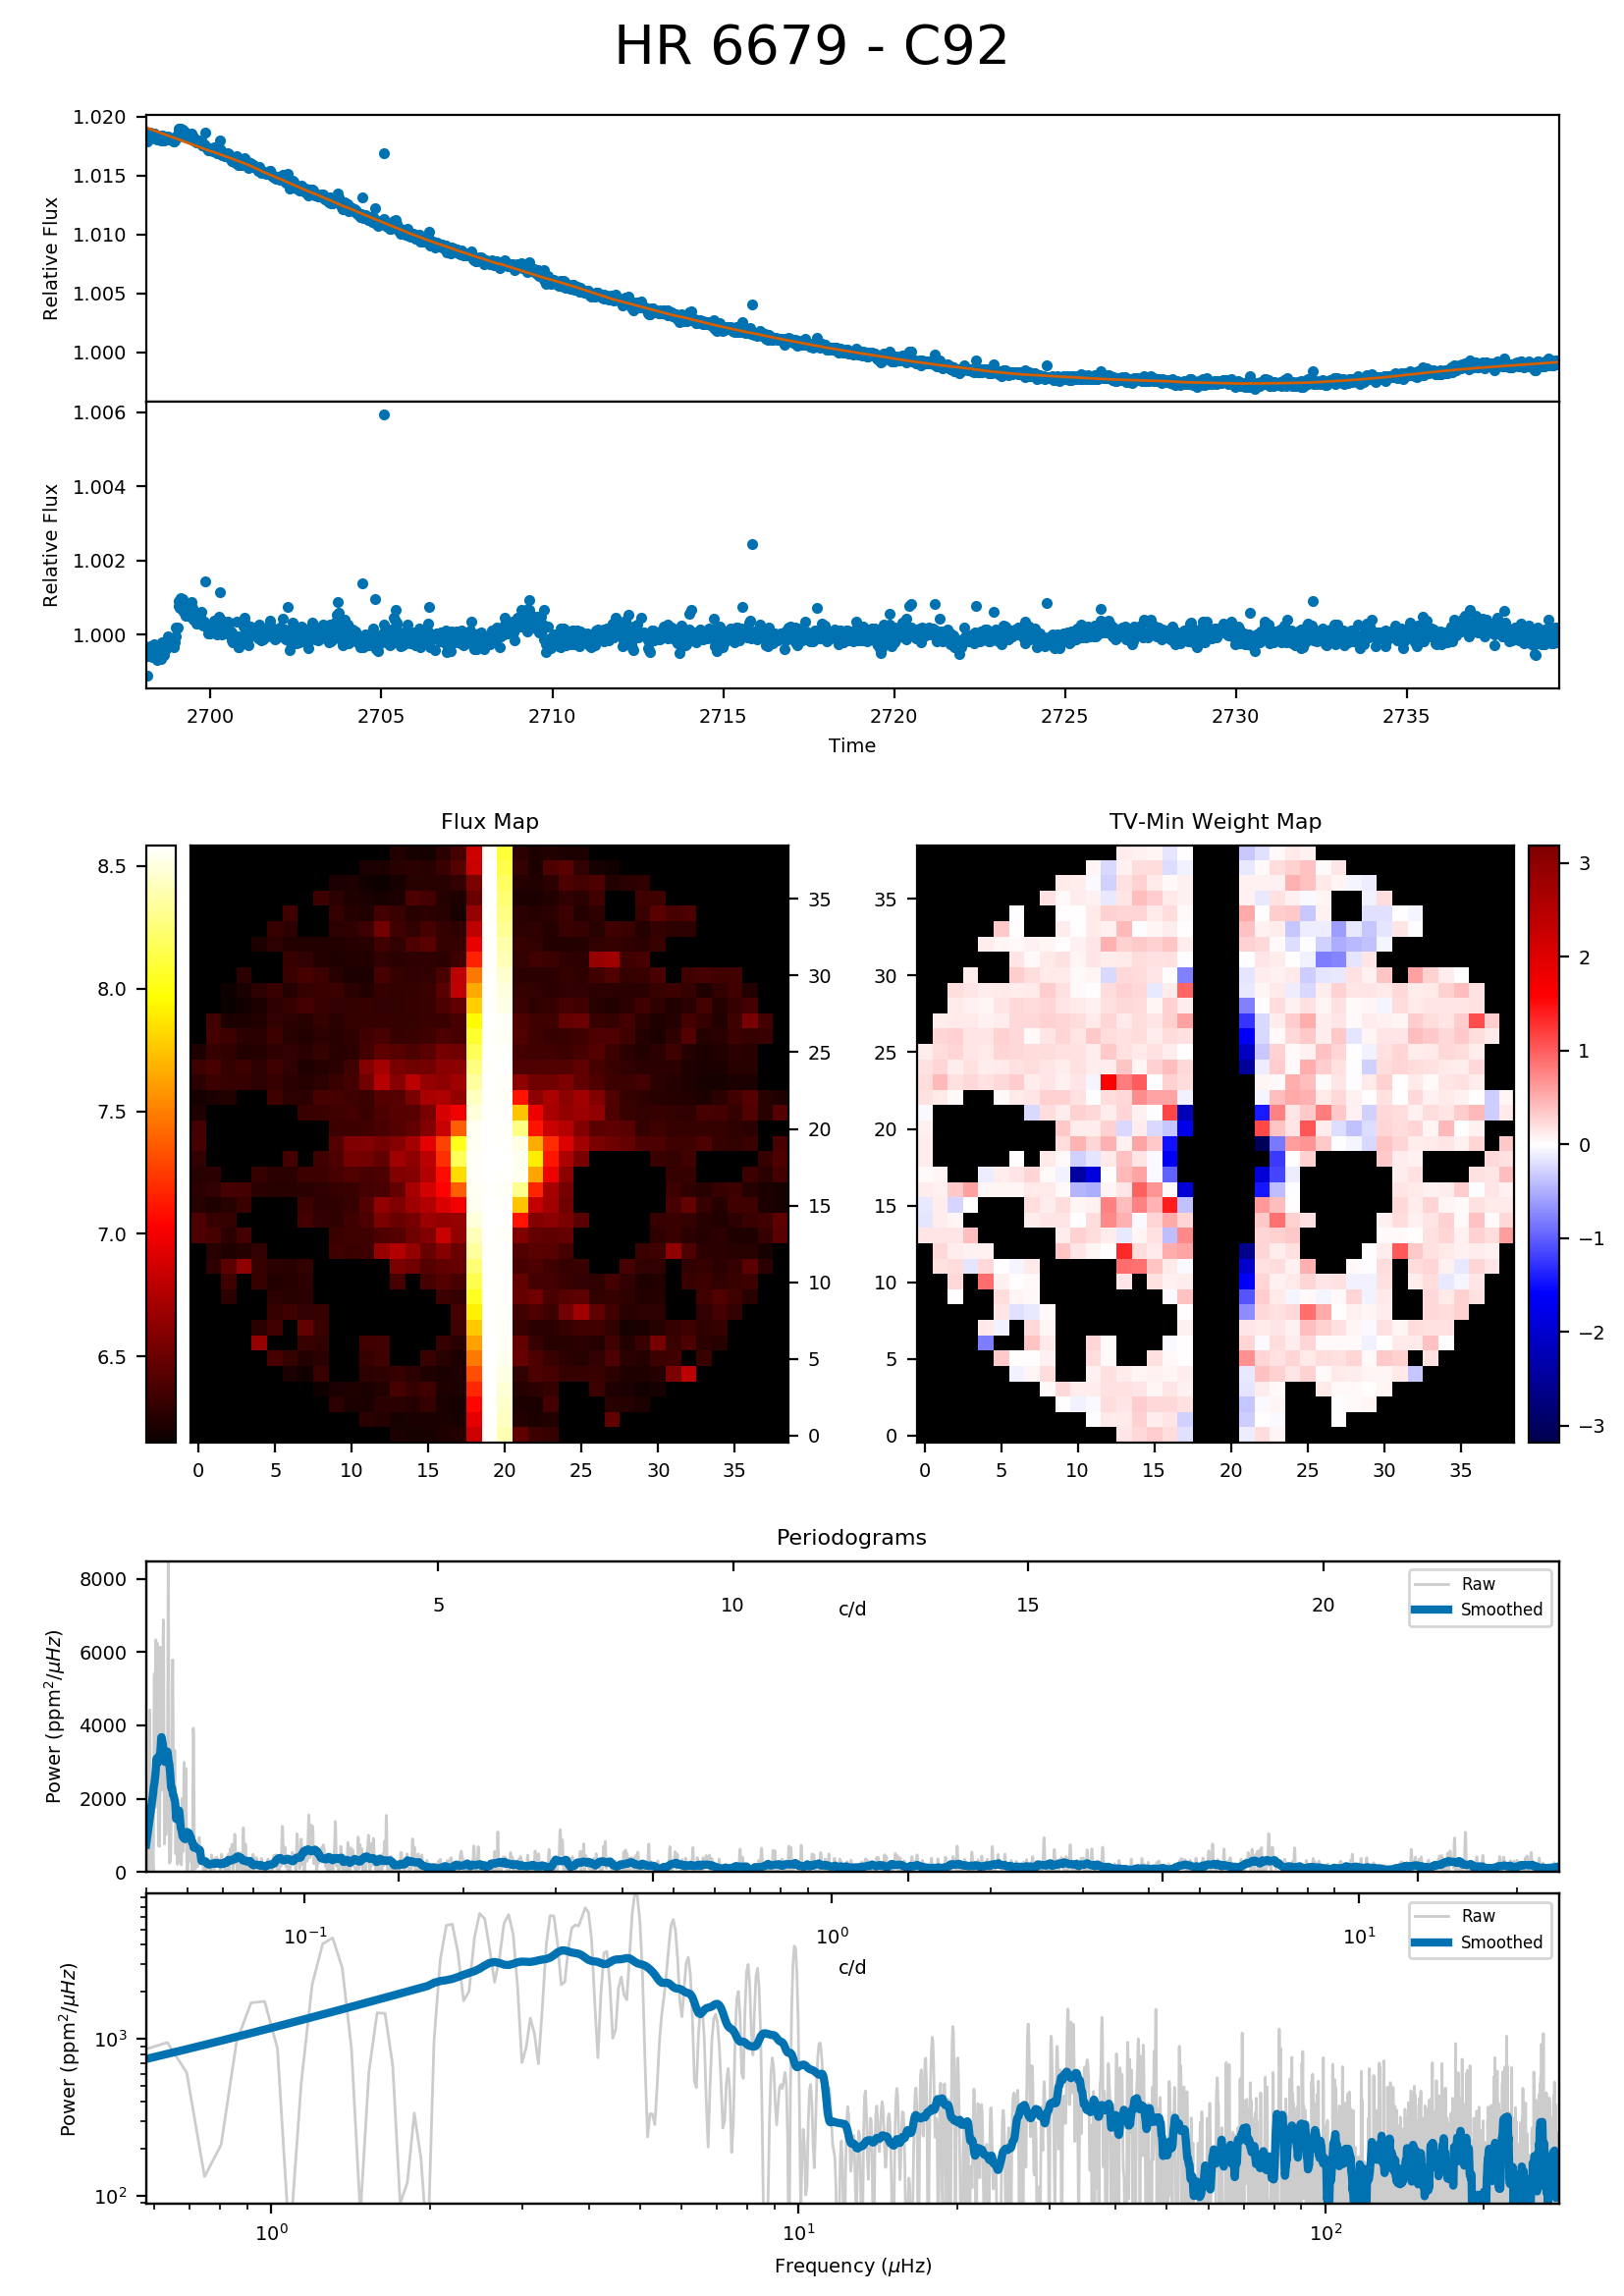 HR 6679 - C92
1.020
1.015
1.010
1.005
1.000
Relative Flux
1.006
1.004
1.002
1.000
Relative Flux
2700 2705 2710 2715 2720 2725 2730 2735
Time
Flux Map
8.5
8.0
7.5
7.0
6.5
35
30
25
20
15
10
5
0
0 5 10 15 20 25 30 35
TV-Min Weight Map
35
30
25
20
15
10
5
0
0 5 10 15 20 25 30 35
3
2
1
0
−1
−2
−3
Periodograms
8000
6000
4000
2000
0
Power (ppm²/μHz)
5 10 15 20
c/d
Raw
Smoothed
10⁻¹ 10⁰ 10¹
c/d
Raw
Smoothed
10³
10²
Power (ppm²/μHz)
10⁰ 10¹ 10²
Frequency (μHz)